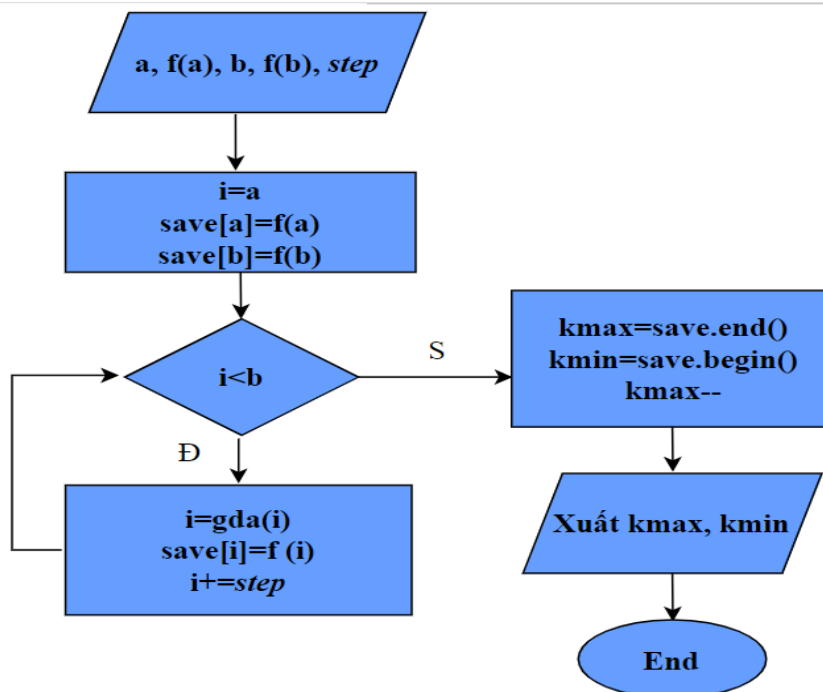 a, f(a), b, f(b), step
i=a
save[a]=f(a)
save[b]=f(b)
i<b
S
Đ
kmax=save.end()
kmin=save.begin()
kmax--
i=gda(i)
save[i]=f (i)
i+=step
Xuất kmax, kmin
End